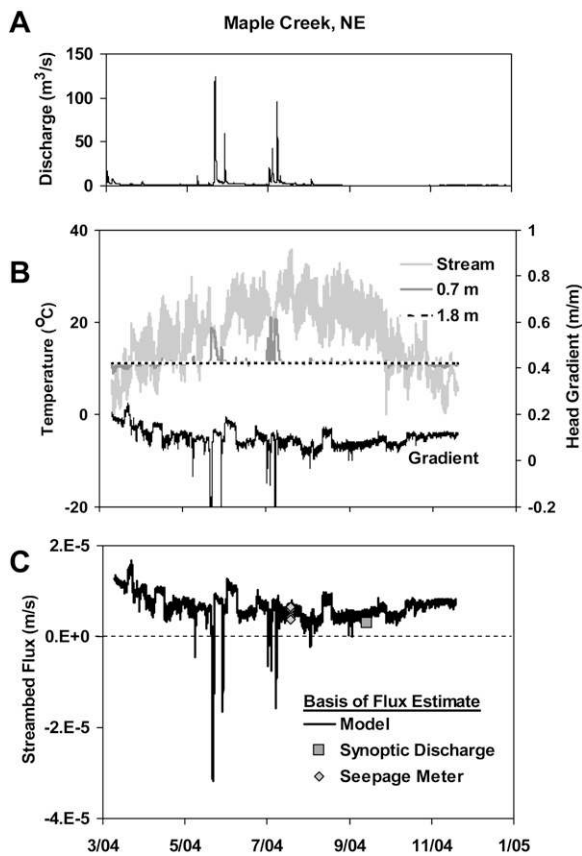 A
Maple Creek, NE
Discharge (m³/s)
150
100
50
0
B
Temperature (°C)
40
20
0
-20
Stream
0.7 m
1.8 m
Gradient
1
0.8
0.6
0.4
0.2
0
-0.2
Head Gradient (m/m)
C
Streambed Flux (m/s)
2.E-5
0.E+0
-2.E-5
-4.E-5
Basis of Flux Estimate
Model
Synoptic Discharge
Seepage Meter
3/04 5/04 7/04 9/04 11/04 1/05